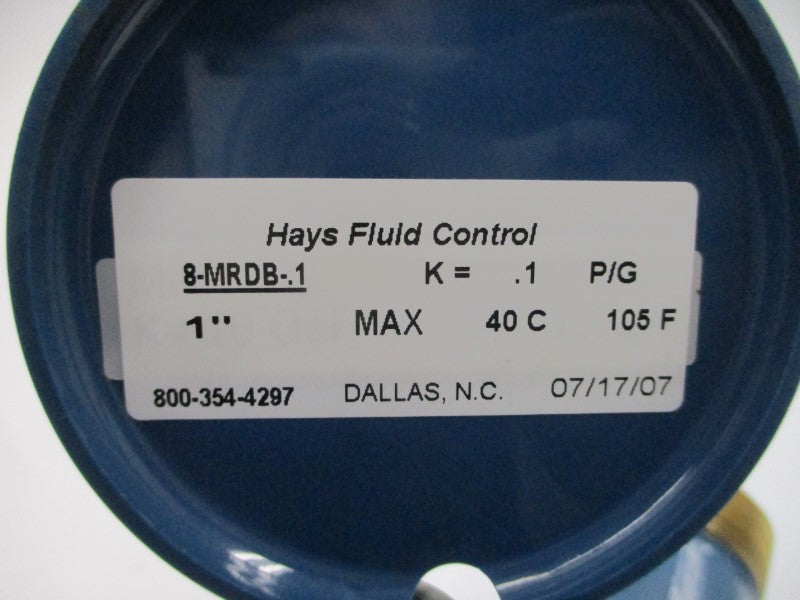 Hays Fluid Control
8-MRDB-.1 K = .1 P/G
1" MAX 40 C 105 F
800-354-4297 DALLAS, N.C. 07/17/07